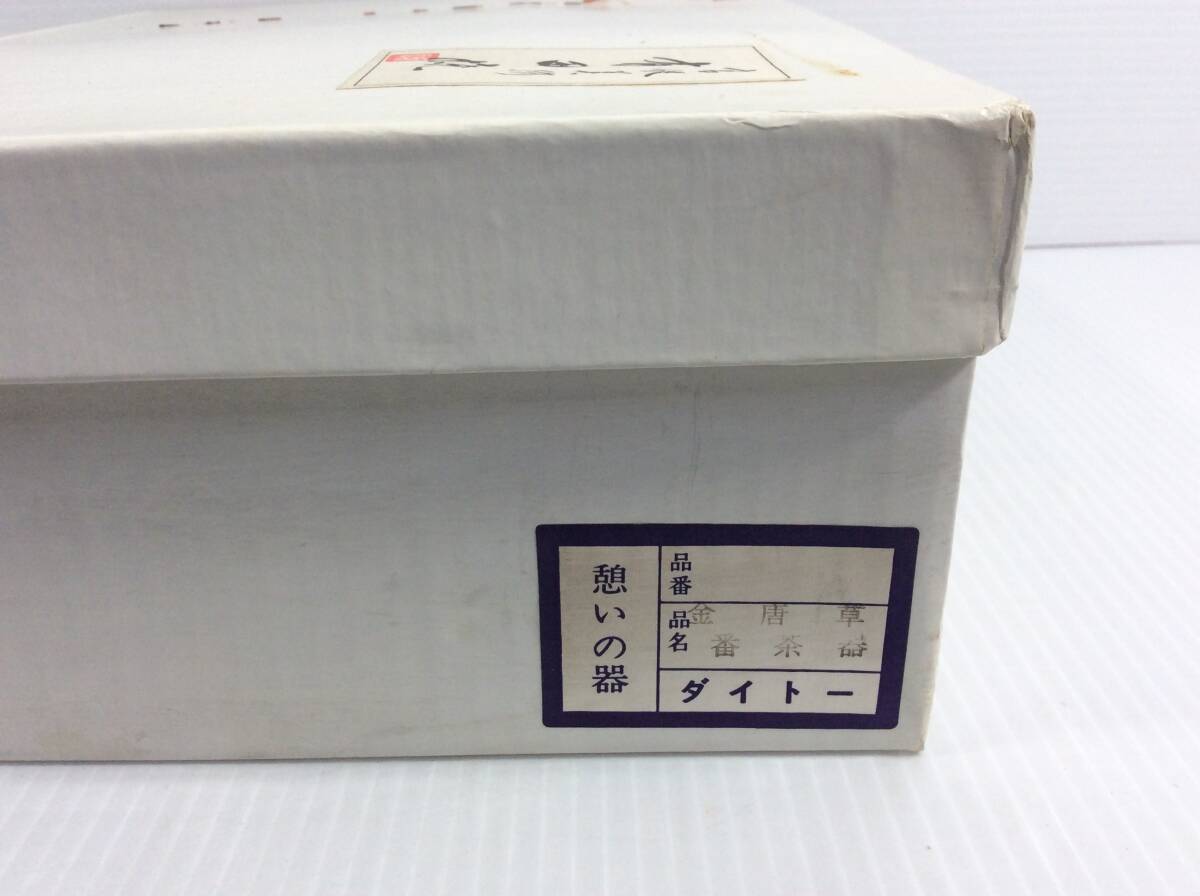 憩いの器
品番
品名 金唐草
番茶器
ダイトー